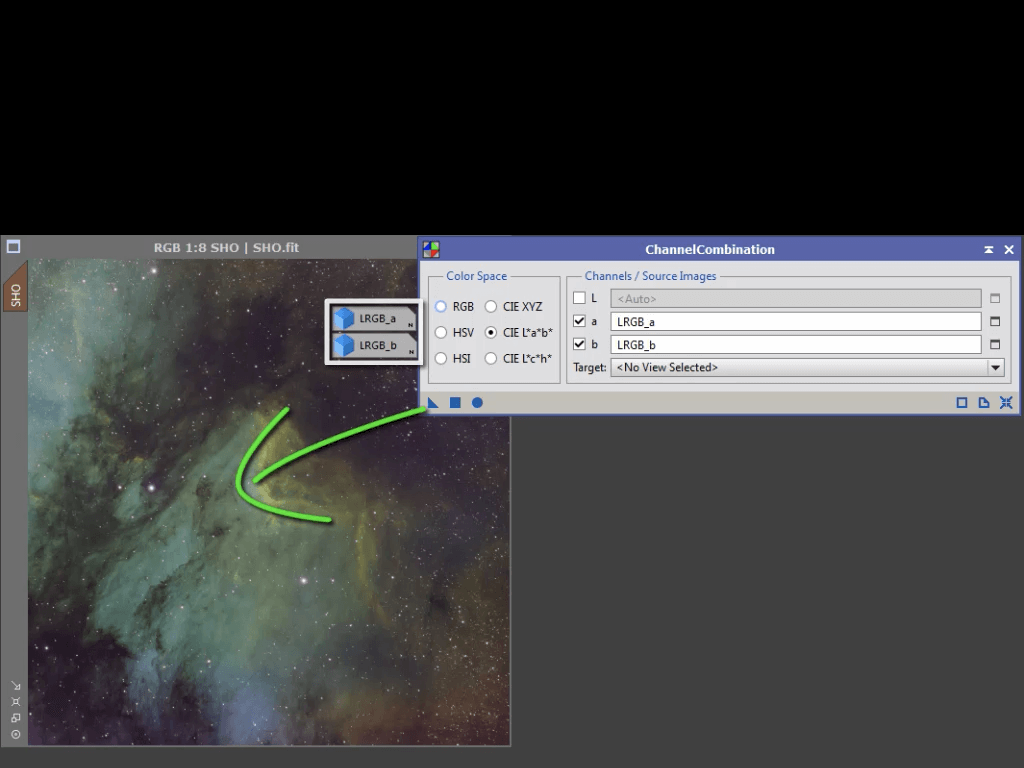 RGB 1:8 SHO | SHO.fit
SHO
LRGB_a
N
LRGB_b
N
ChannelCombination
Color Space
RGB
CIE XYZ
HSV
CIE L*a*b*
HSI
CIE L*c*h*
Channels / Source Images
L
<Auto>
a
LRGB_a
b
LRGB_b
Target:
<No View Selected>